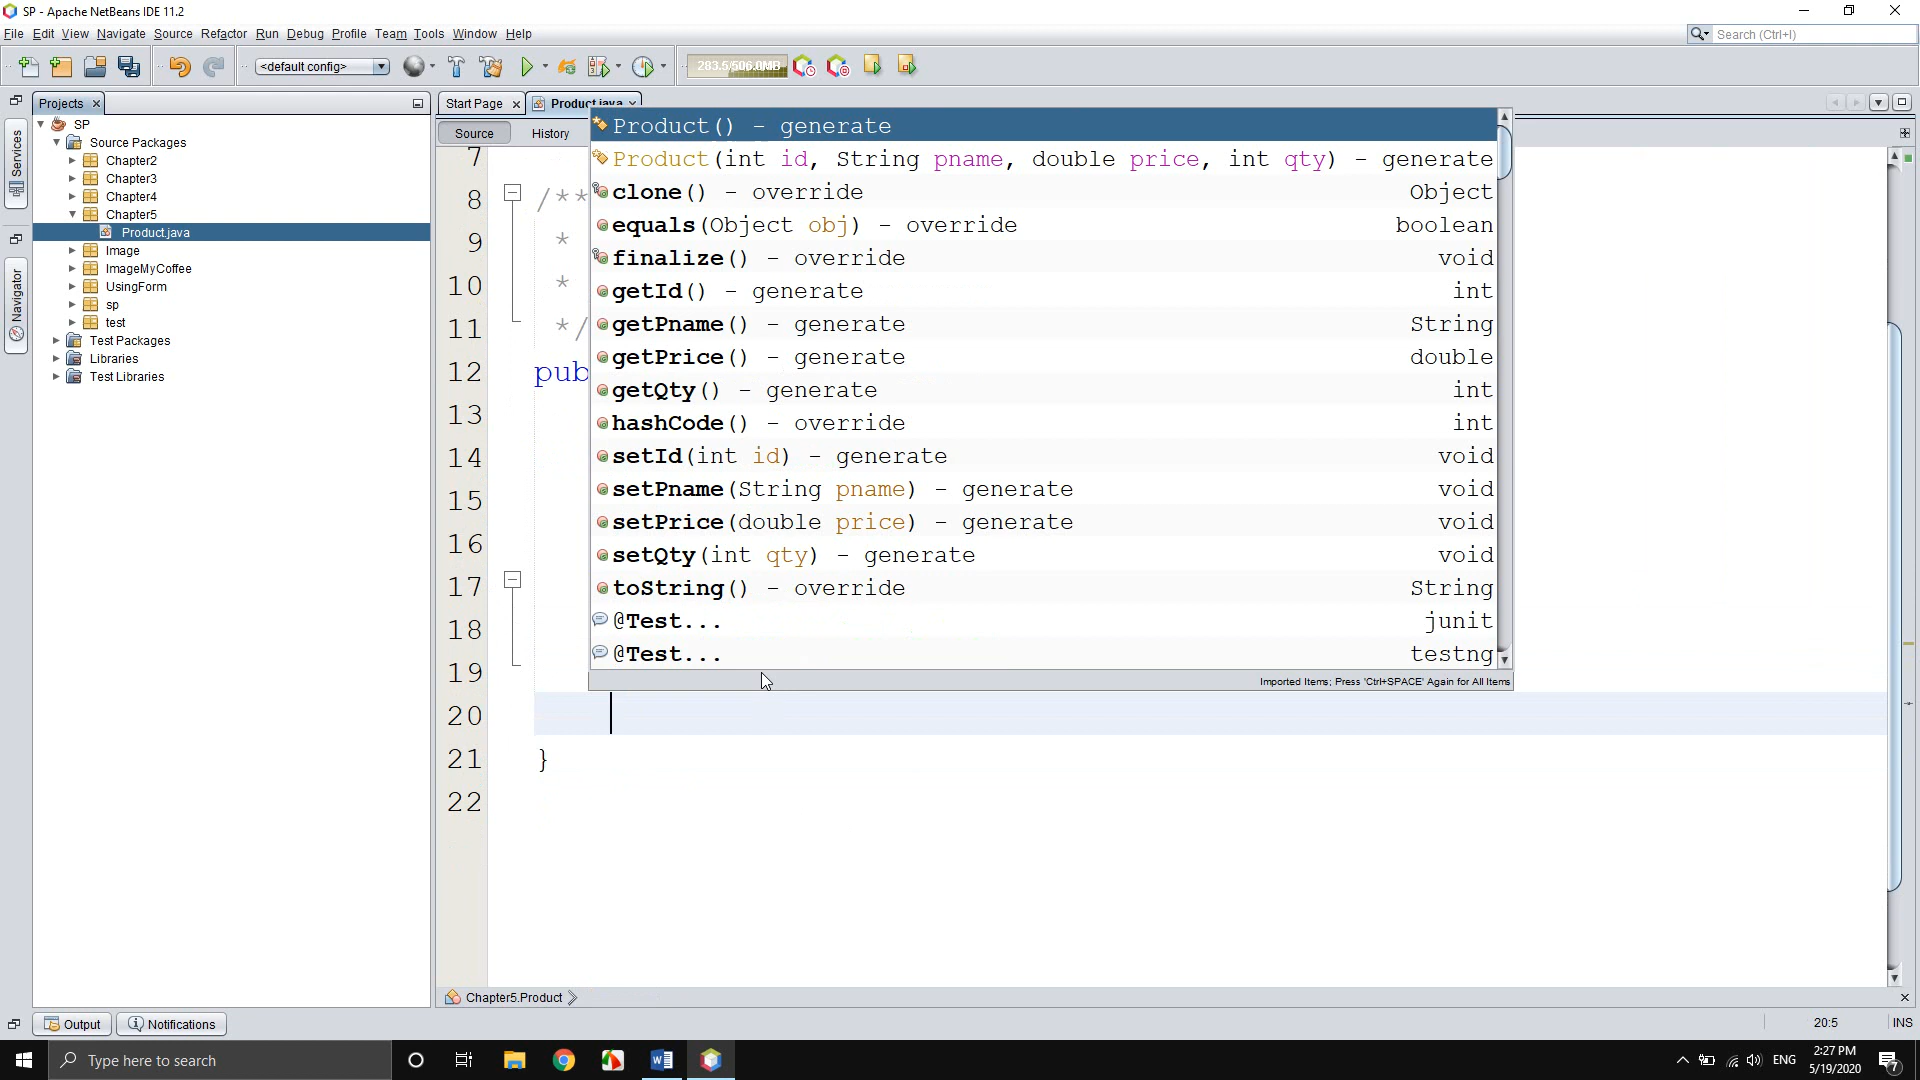 SP - Apache NetBeans IDE 11.2
File Edit View Navigate Source Refactor Run Debug Profile Team Tools Window Help
Search (Ctrl+I)
<default config>
283.5/506.0MB
Projects
Start Page
Product.java
Services
Navigator
SP
Source Packages
Chapter2
Chapter3
Chapter4
Chapter5
Product.java
Image
ImageMyCoffee
UsingForm
sp
test
Test Packages
Libraries
Test Libraries
Source History
7
8 /**
9 *
10 *
11 */
12 pub
13
14
15
16
17
18
19
20
21 }
22
Product() - generate
Product(int id, String pname, double price, int qty) - generate
clone() - override Object
equals(Object obj) - override boolean
finalize() - override void
getId() - generate int
getPname() - generate String
getPrice() - generate double
getQty() - generate int
hashCode() - override int
setId(int id) - generate void
setPname(String pname) - generate void
setPrice(double price) - generate void
setQty(int qty) - generate void
toString() - override String
@Test... junit
@Test... testng
Imported Items; Press 'Ctrl+SPACE' Again for All Items
Chapter5.Product
Output Notifications
20:5 INS
Type here to search
ENG
2:27 PM
5/19/2020
7